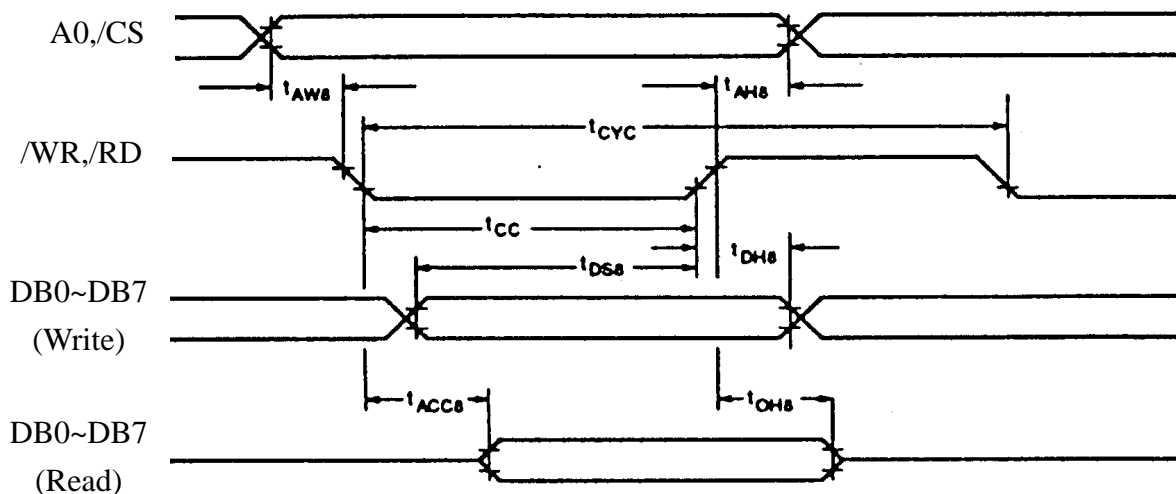 A0,/CS
tAW8
tAH8
tCYC
/WR,/RD
tCC
tDH8
tDS8
DB0~DB7
(Write)
tACC8
tOH8
DB0~DB7
(Read)